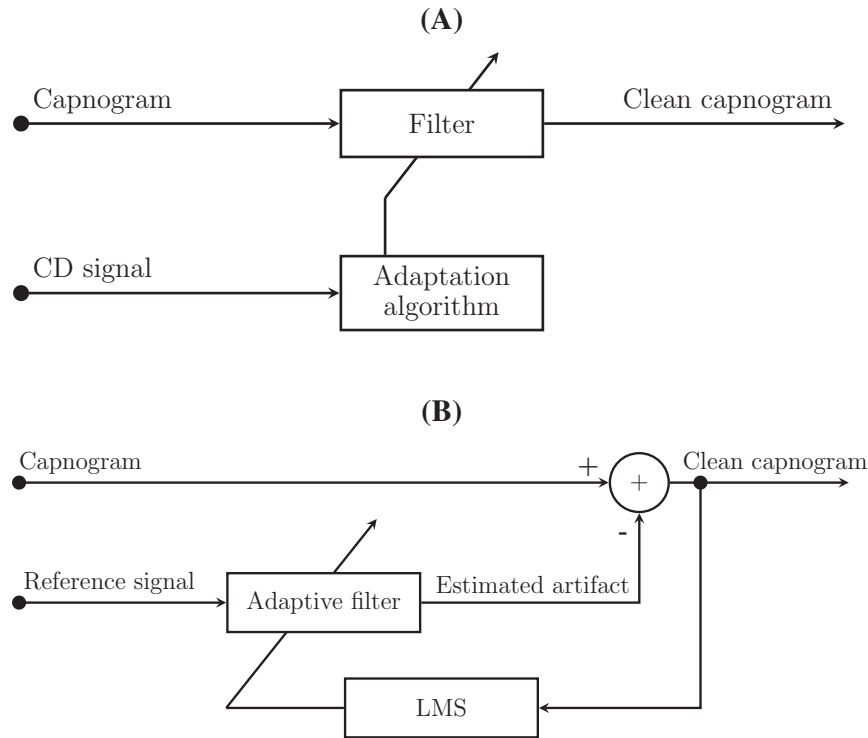 (A)
Capnogram
Filter
Clean capnogram
CD signal
Adaptation
algorithm
(B)
Capnogram
+
+
Clean capnogram
-
Reference signal
Adaptive filter
Estimated artifact
LMS